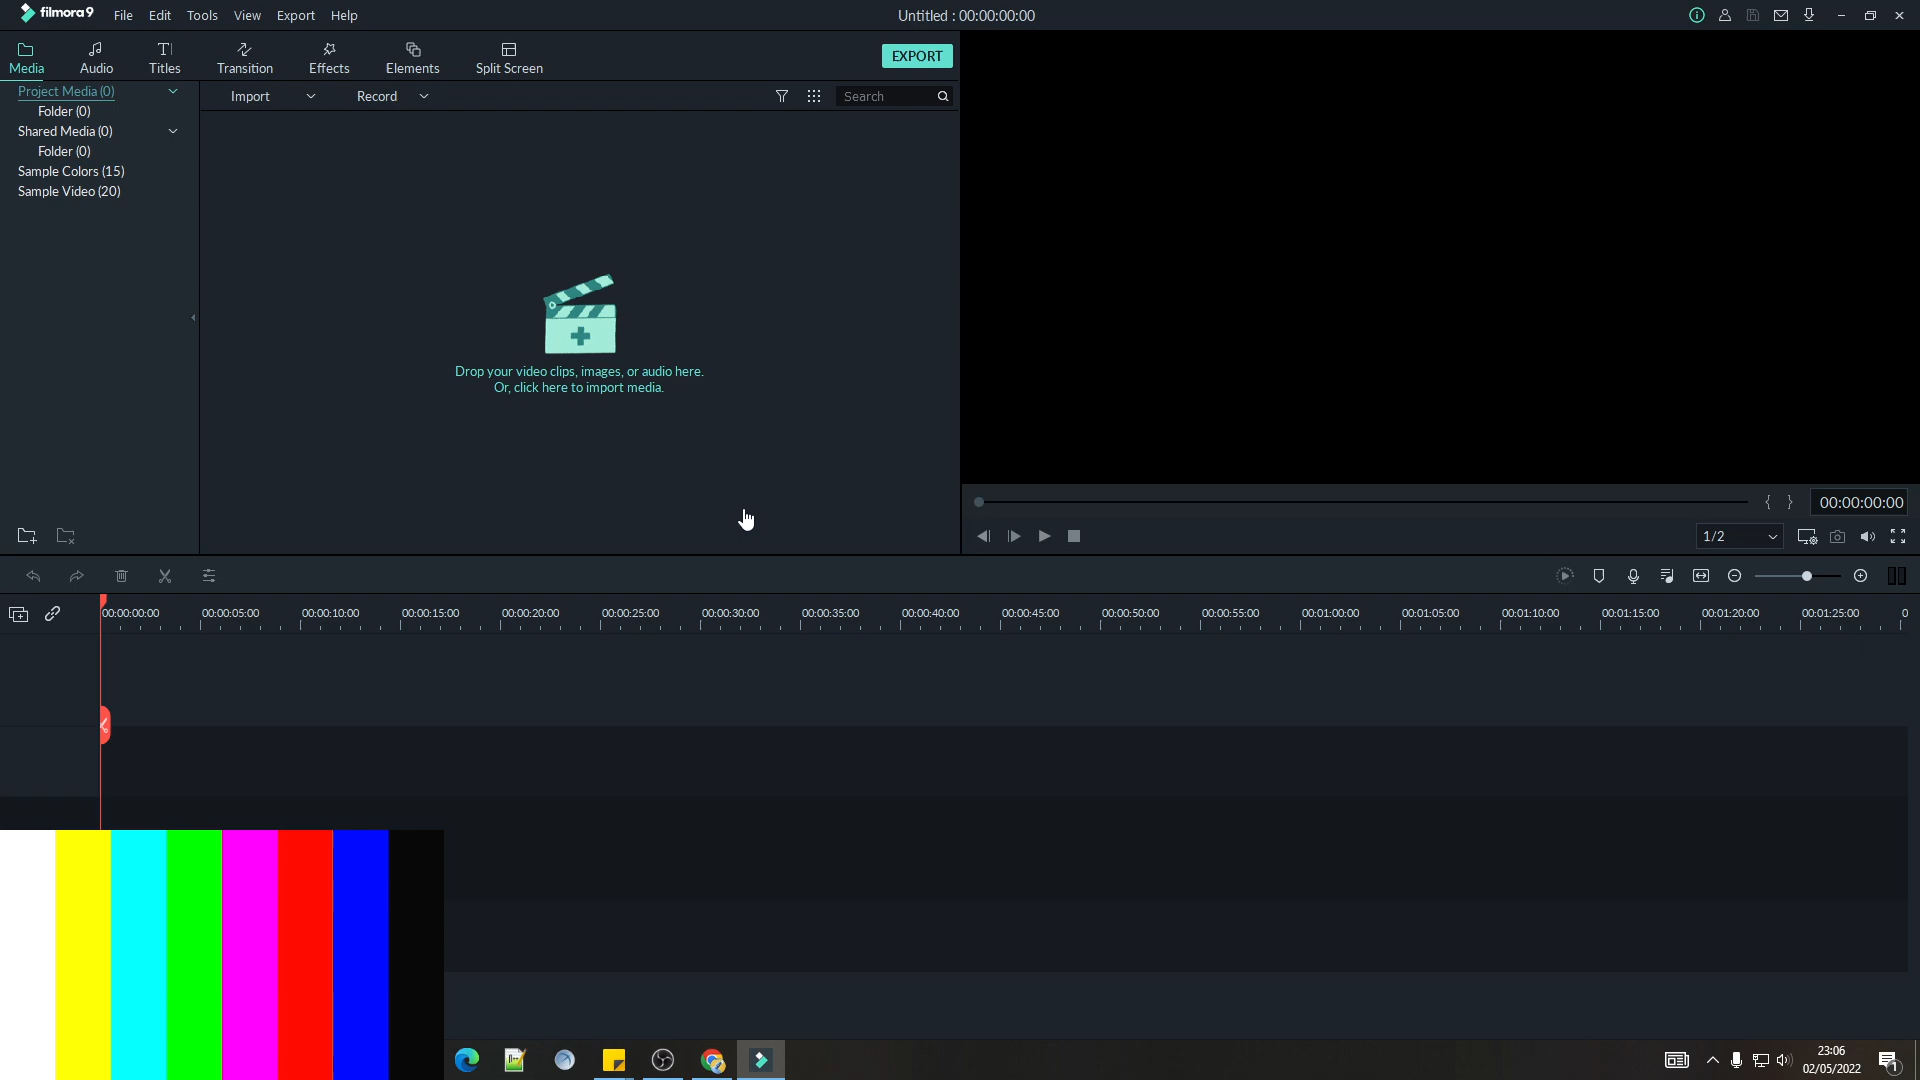 filmora9 File Edit Tools View Export Help Untitled : 00:00:00:00
Media Audio Titles Transition Effects Elements Split Screen EXPORT
Project Media (0)
Folder (0)
Shared Media (0)
Folder (0)
Sample Colors (15)
Sample Video (20)
Import Record Search
Drop your video clips, images, or audio here.
Or, click here to import media.
{ } 00:00:00:00
1/2
00:00:00:00 00:00:05:00 00:00:10:00 00:00:15:00 00:00:20:00 00:00:25:00 00:00:30:00 00:00:35:00 00:00:40:00 00:00:45:00 00:00:50:00 00:00:55:00 00:01:00:00 00:01:05:00 00:01:10:00 00:01:15:00 00:01:20:00 00:01:25:00 0
23:06
02/05/2022
1